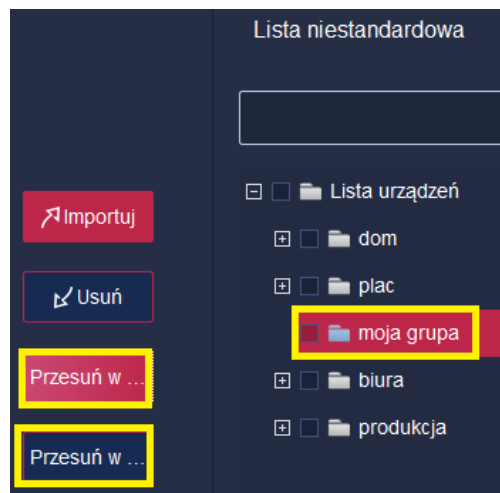 Lista niestandardowa
Lista urządzeń
Importuj
dom
Usuń
plac
moja grupa
Przesuń w ...
biura
produkcja
Przesuń w ...